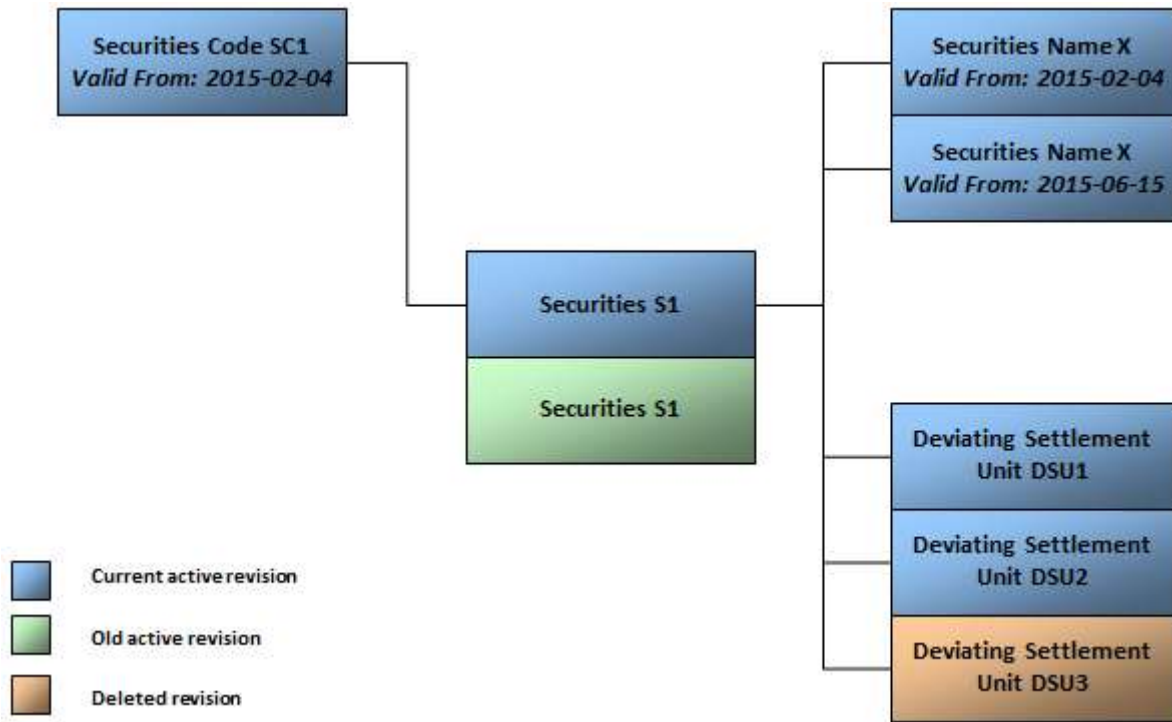 Securities Code SC1
Valid From: 2015-02-04
Securities Name X
Valid From: 2015-02-04
Securities Name X
Valid From: 2015-06-15
Securities S1
Securities S1
Deviating Settlement
Unit DSU1
Deviating Settlement
Unit DSU2
Deviating Settlement
Unit DSU3
Current active revision
Old active revision
Deleted revision